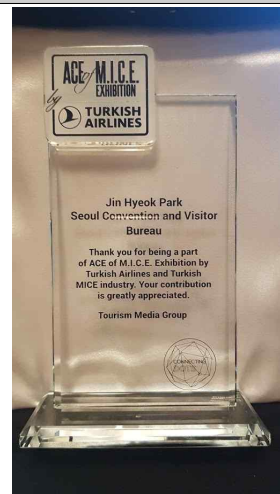 ACE of M.I.C.E.
EXHIBITION
by
TURKISH
AIRLINES
Jin Hyeok Park
Seoul Convention and Visitor
Bureau
Thank you for being a part
of ACE of M.I.C.E. Exhibition by
Turkish Airlines and Turkish
MICE industry. Your contribution
is greatly appreciated.
Tourism Media Group
CONNECTING